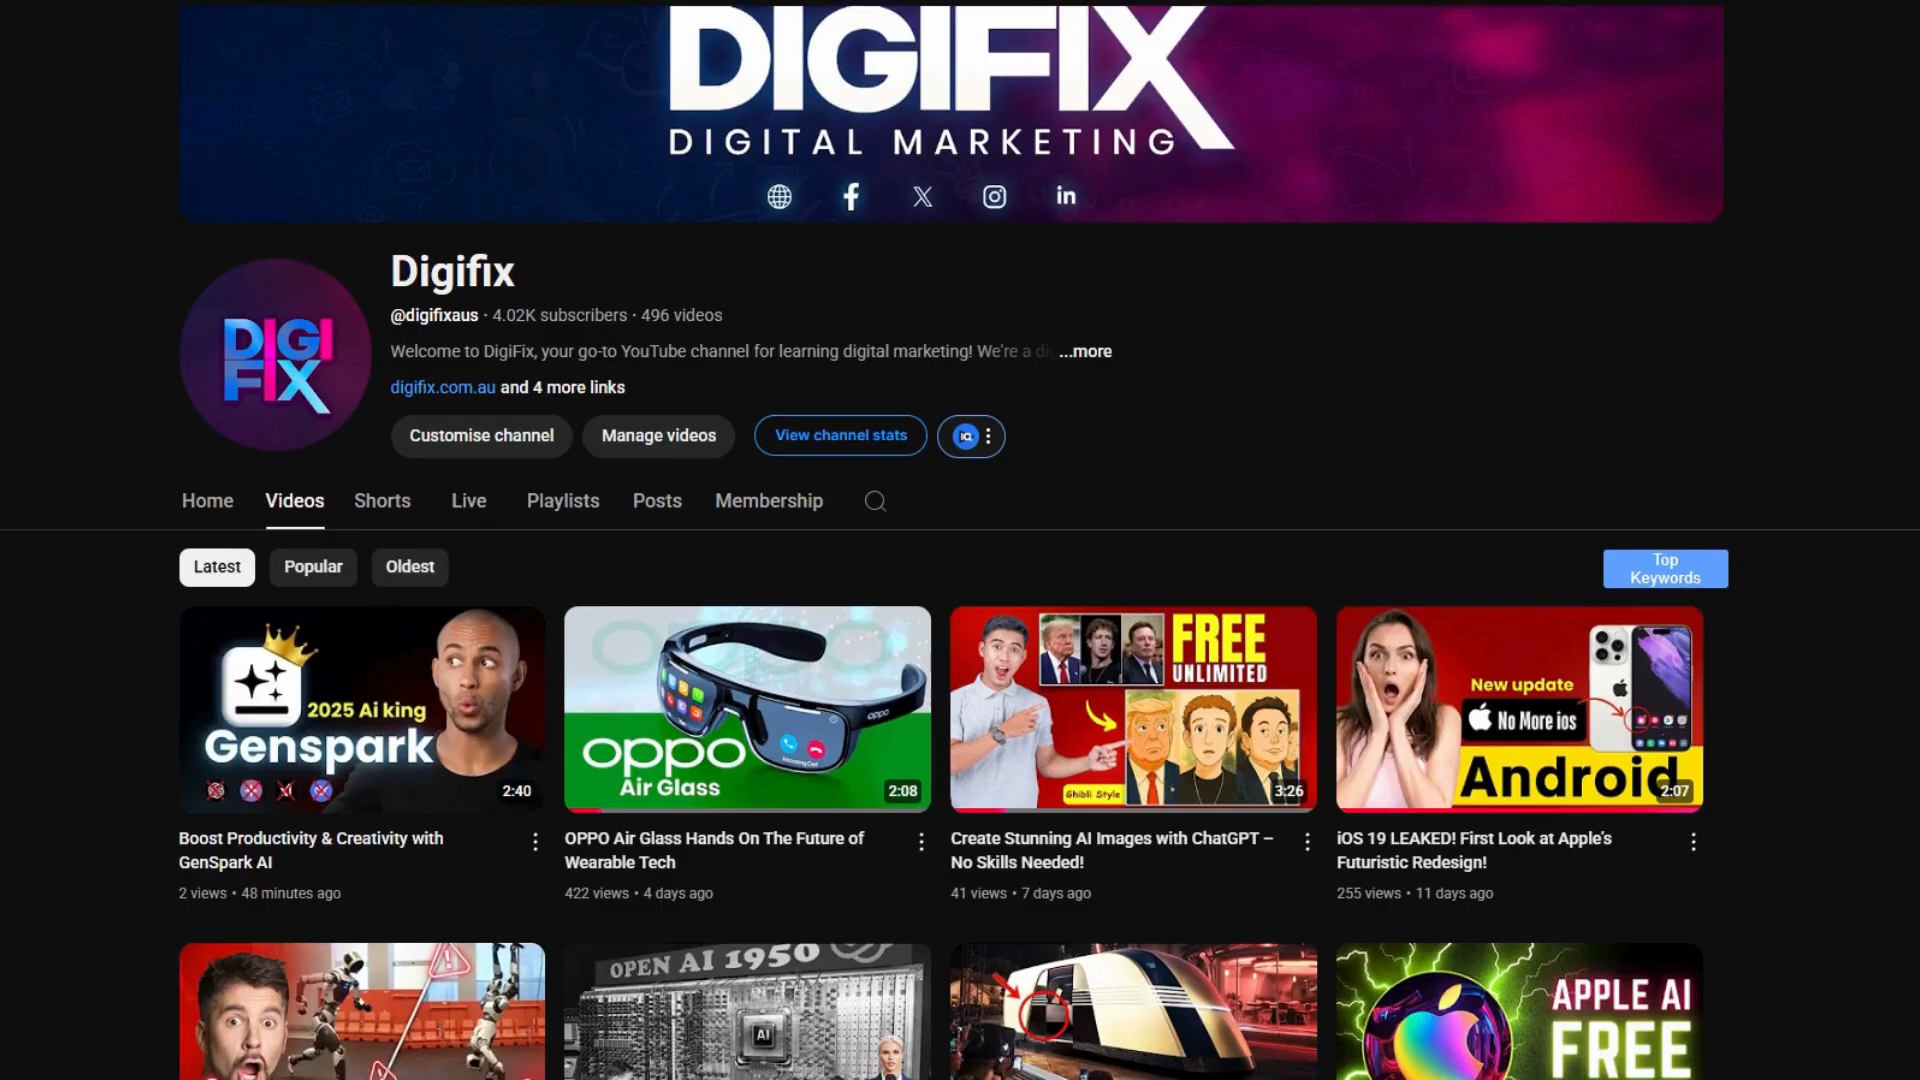 DIGIFIX
DIGITAL MARKETING
Digifix
@digifixaus · 4.02K subscribers · 496 videos
Welcome to DigiFix, your go-to YouTube channel for learning digital marketing! We're a ...more
digifix.com.au and 4 more links
Customise channel
Manage videos
View channel stats
Home
Videos
Shorts
Live
Playlists
Posts
Membership
Latest
Popular
Oldest
Top
Keywords
2025 Ai king
Genspark
2:40
oppo
oppo
Air Glass
2:08
FREE
UNLIMITED
Ghibli Style
3:26
New update
No More ios
Android
2:07
Boost Productivity & Creativity with
GenSpark AI
2 views • 48 minutes ago
OPPO Air Glass Hands On The Future of
Wearable Tech
422 views • 4 days ago
Create Stunning AI Images with ChatGPT –
No Skills Needed!
41 views • 7 days ago
iOS 19 LEAKED! First Look at Apple's
Futuristic Redesign!
255 views • 11 days ago
OPEN AI 1950
AI
APPLE AI
FREE